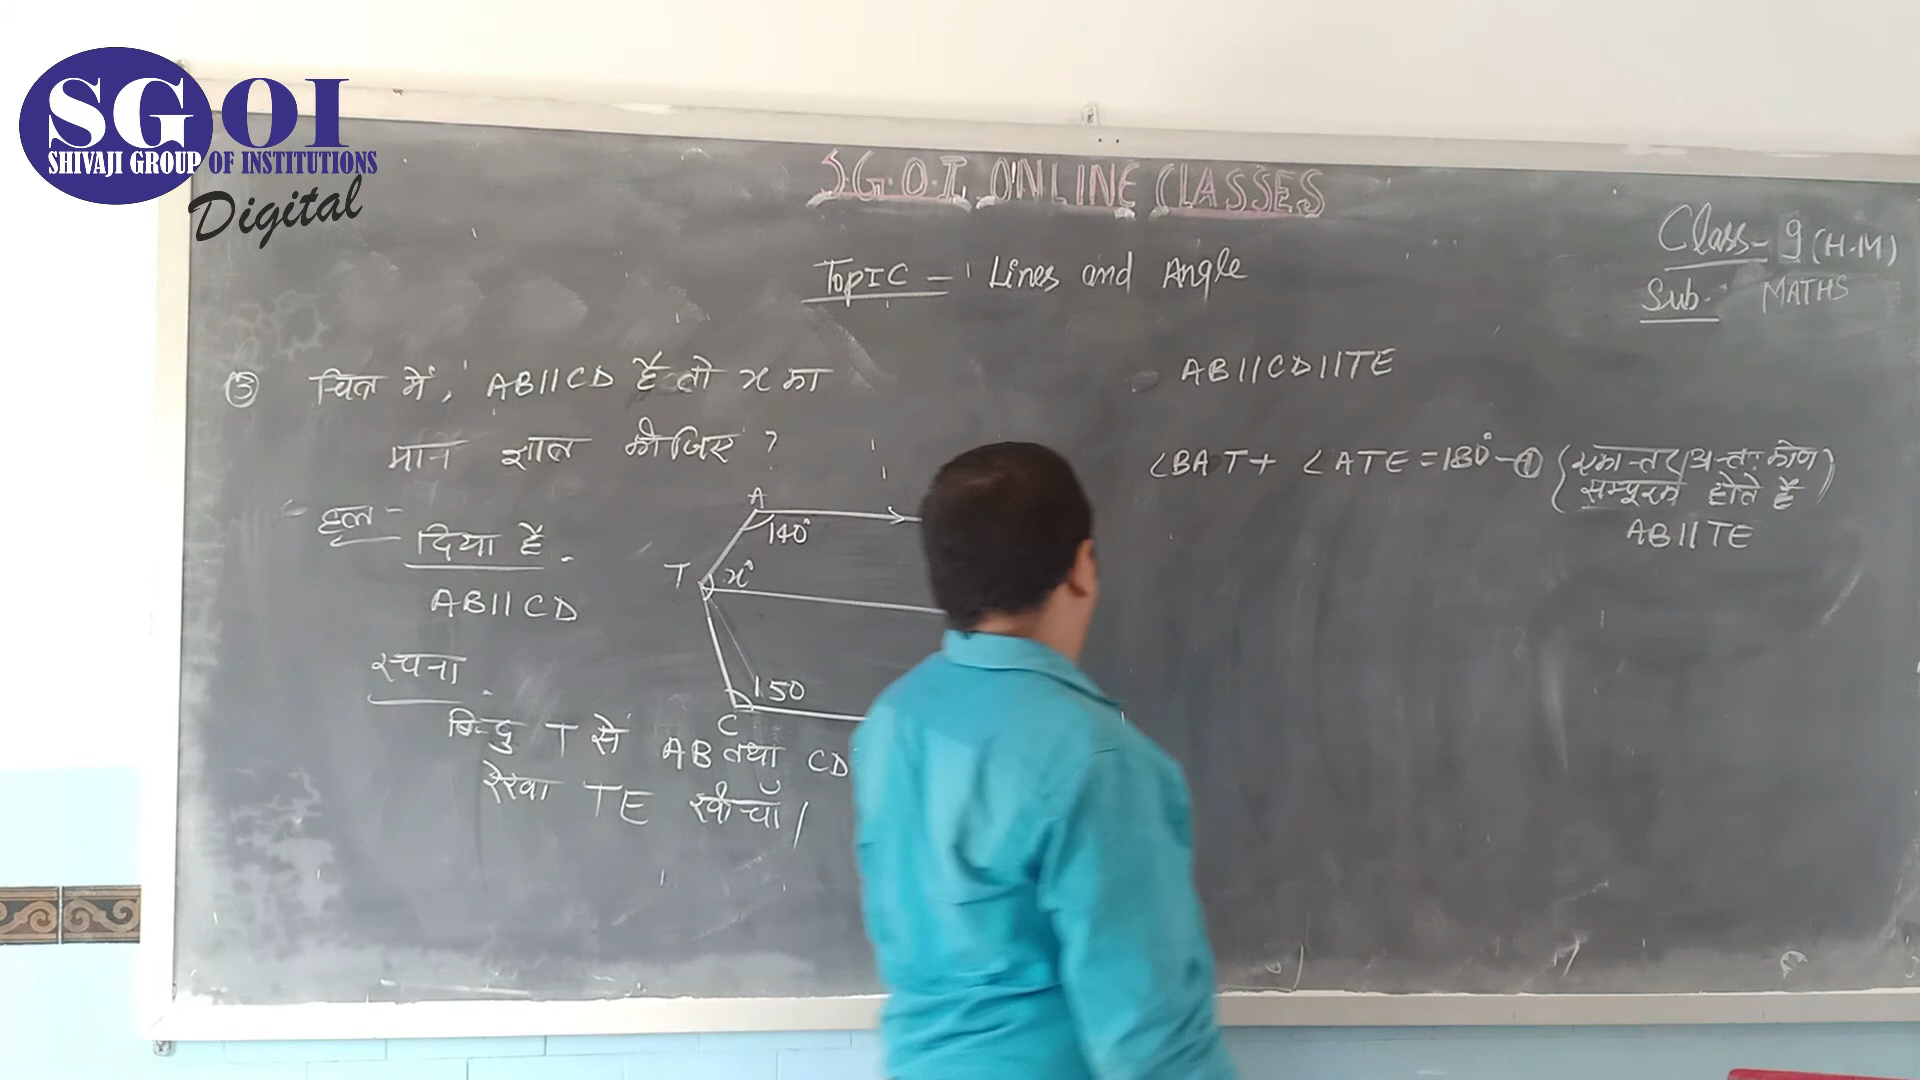 SGOI
SHIVAJI GROUP OF INSTITUTIONS
Digital
S.G.O.I. ONLINE CLASSES
Class - 9 (H.M)
Sub. : MATHS
TOPIC - Lines and Angle
③ चित्र में, AB||CD है तो x का
मान ज्ञात कीजिए ?
हल -
दिया है.
AB||CD
रचना.
बिन्दु T से AB तथा CD
रेखा TE खींचाँ|
A
140°
T
x°
150
C
AB||CD||TE
∠BAT + ∠ATE = 180° - ① {एकान्तर अन्तः कोण
सम्पूरक होते हैं}
AB||TE